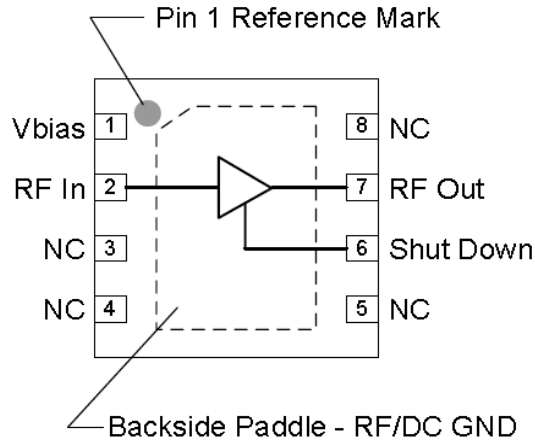 Pin 1 Reference Mark
Vbias 1 8 NC
RF In 2 7 RF Out
NC 3 6 Shut Down
NC 4 5 NC
Backside Paddle - RF/DC GND